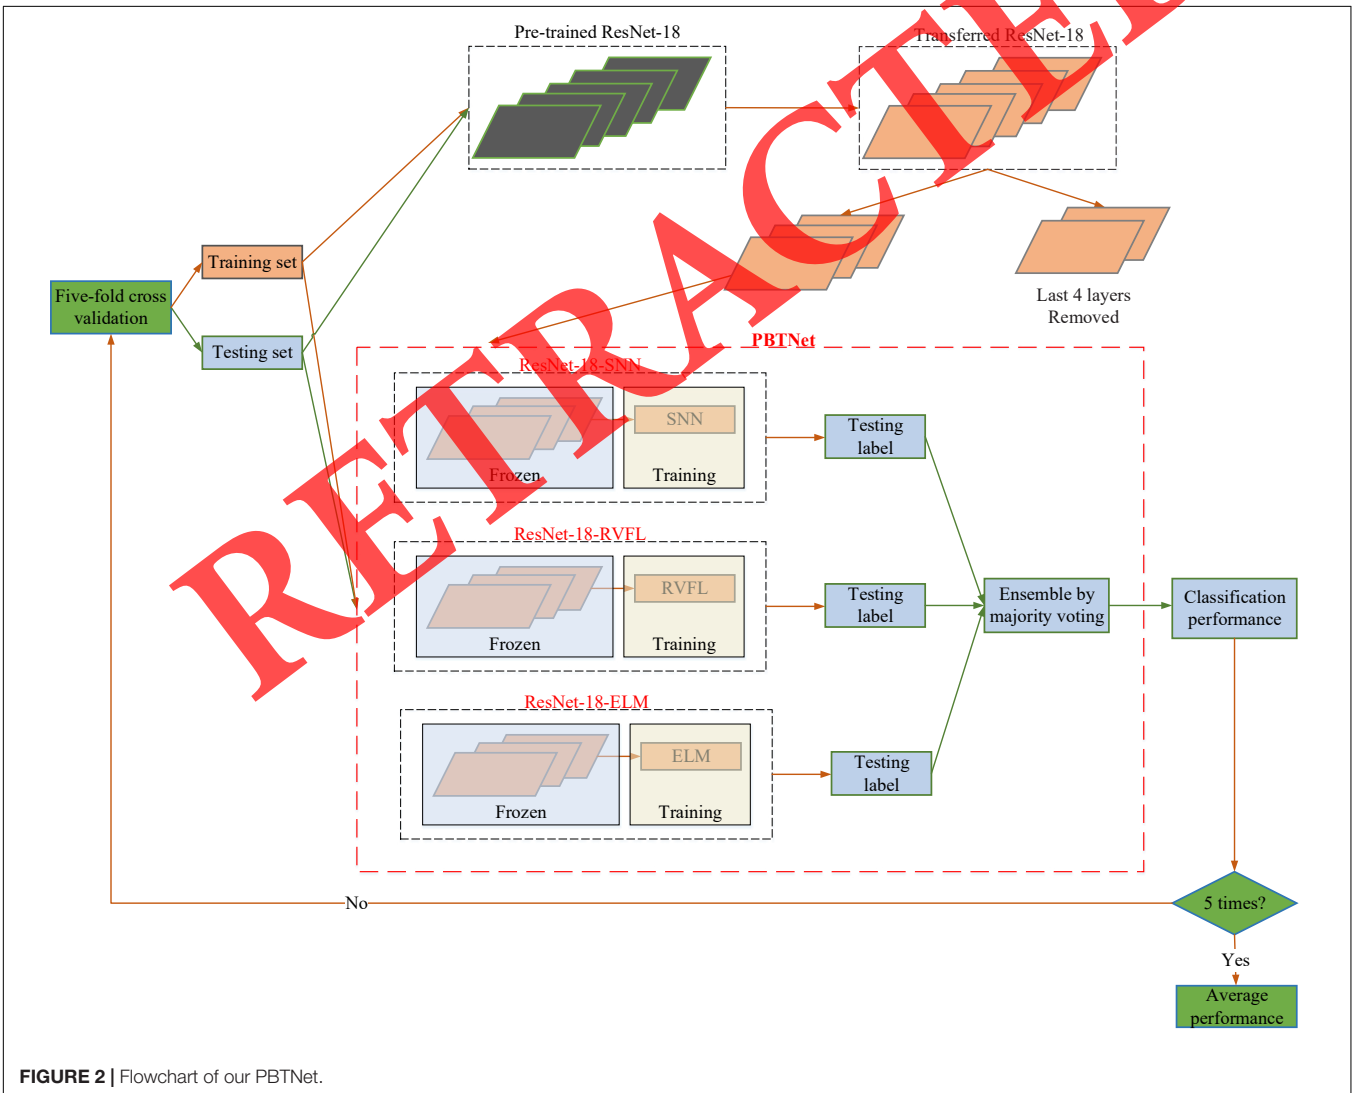 Pre-trained ResNet-18
Transferred ResNet-18
Training set
Five-fold cross
validation
Testing set
Last 4 layers
Removed
PBTNet
ResNet-18-SNN
SNN
Frozen
Training
Testing
label
ResNet-18-RVFL
RVFL
Frozen
Training
Testing
label
Ensemble by
majority voting
Classification
performance
ResNet-18-ELM
ELM
Frozen
Training
Testing
label
5 times?
No
Yes
Average
performance
RETRACTE
FIGURE 2 | Flowchart of our PBTNet.